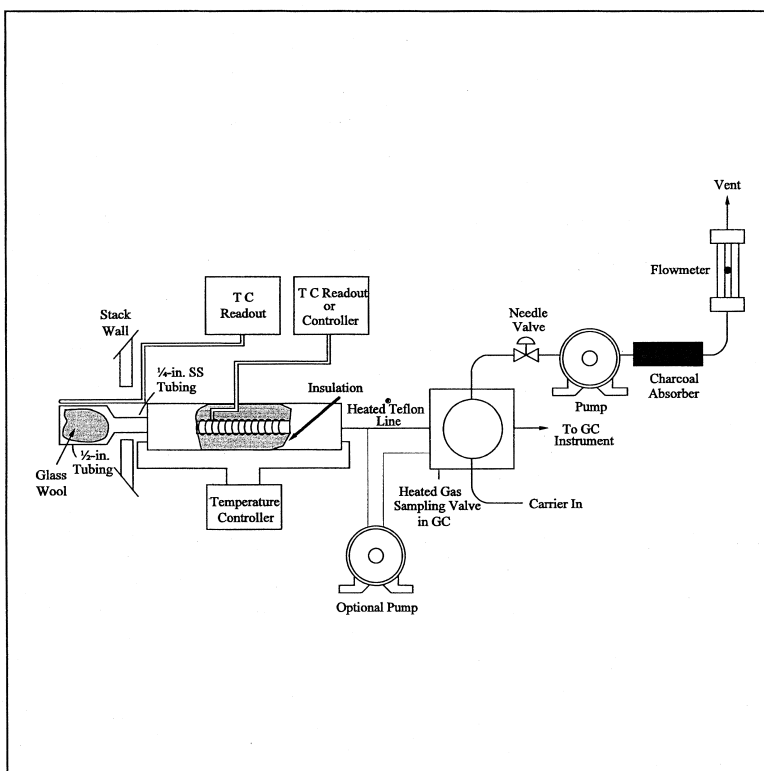 Vent
Flowmeter
T C
Readout
T C Readout
or
Controller
Stack
Wall
Needle
Valve
¼-in. SS
Tubing
Insulation
Heated Teflon®
Line
Pump
Charcoal
Absorber
To GC
Instrument
Glass
Wool
½-in.
Tubing
Temperature
Controller
Heated Gas
Sampling Valve
in GC
Carrier In
Optional Pump